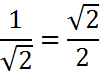 1/√2 = √2/2